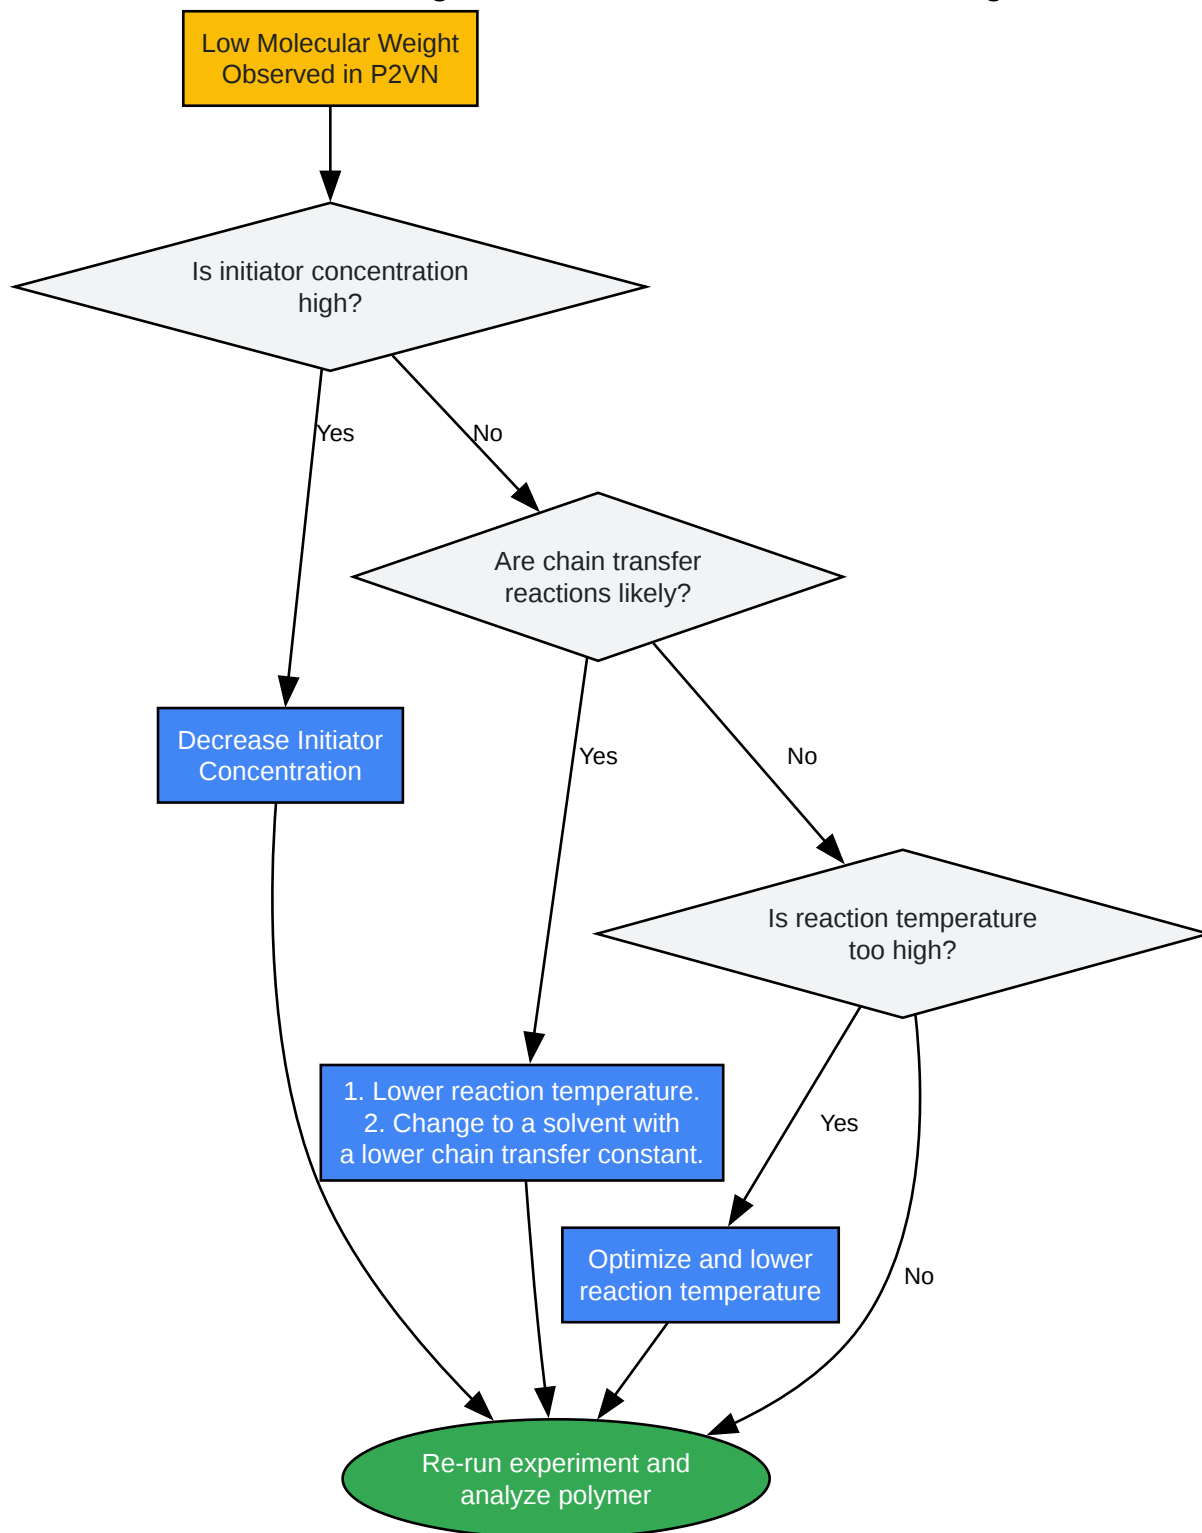 Low Molecular Weight
Observed in P2VN
Is initiator concentration
high?
Yes
No
Are chain transfer
reactions likely?
Decrease Initiator
Concentration
Yes
No
Is reaction temperature
too high?
1. Lower reaction temperature.
2. Change to a solvent with
a lower chain transfer constant.
Yes
Optimize and lower
reaction temperature
No
Re-run experiment and
analyze polymer